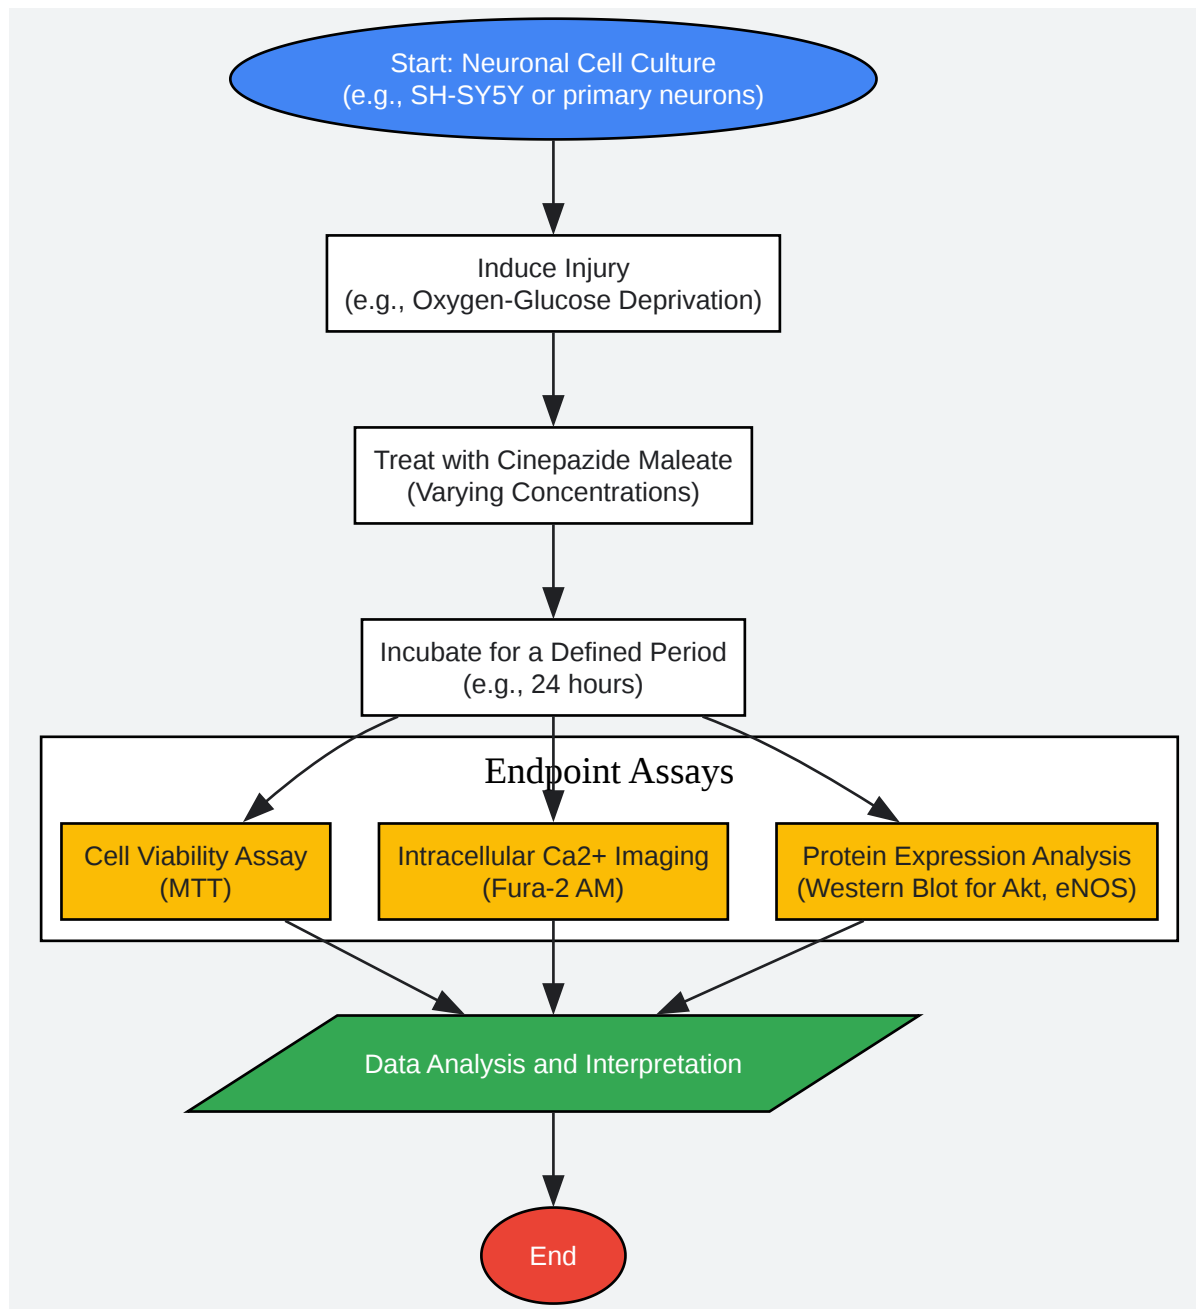 Start: Neuronal Cell Culture
(e.g., SH-SY5Y or primary neurons)
Induce Injury
(e.g., Oxygen-Glucose Deprivation)
Treat with Cinepazide Maleate
(Varying Concentrations)
Incubate for a Defined Period
(e.g., 24 hours)
Endpoint Assays
Cell Viability Assay
(MTT)
Intracellular Ca2+ Imaging
(Fura-2 AM)
Protein Expression Analysis
(Western Blot for Akt, eNOS)
Data Analysis and Interpretation
End